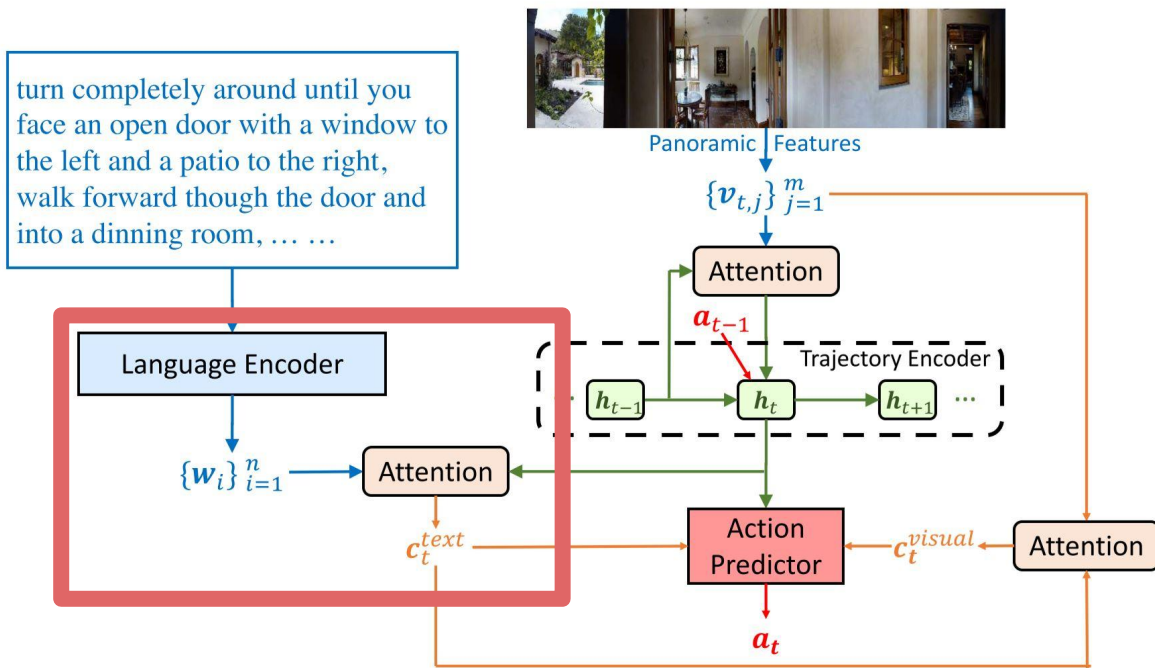 turn completely around until you
face an open door with a window to
the left and a patio to the right,
walk forward though the door and
into a dinning room, … …
Panoramic Features
{v_{t,j}}_{j=1}^{m}
Attention
a_{t-1}
Trajectory Encoder
… h_{t-1} h_t h_{t+1} …
Language Encoder
{w_i}_{i=1}^{n}
Attention
c_t^{text}
Action
Predictor
c_t^{visual}
Attention
a_t